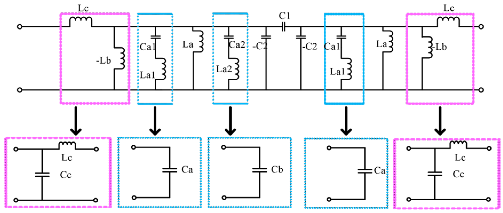 Lc C1 Lc
Ca1 La Ca2 -C2 -C2 Ca1 La
-Lb La1 La2 La1 -Lb
Lc Cc
Ca
Cb
Ca
Lc Cc